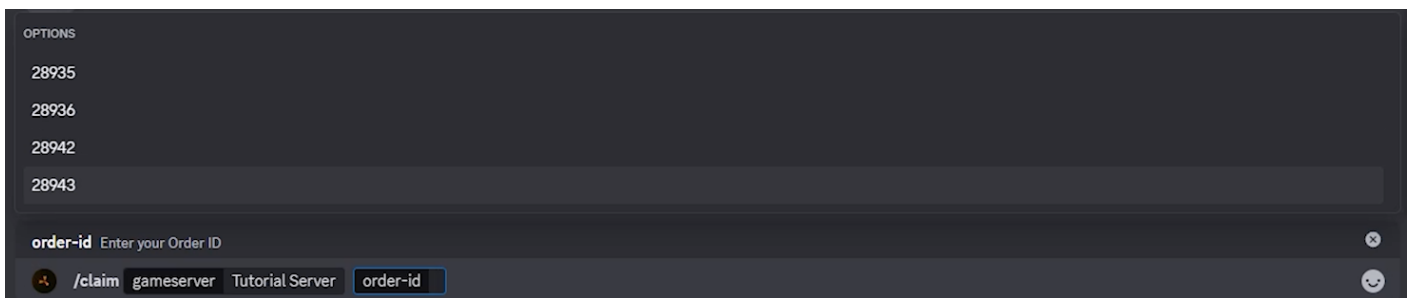 OPTIONS
28935
28936
28942
28943
order-id Enter your Order ID
/claim gameserver Tutorial Server order-id